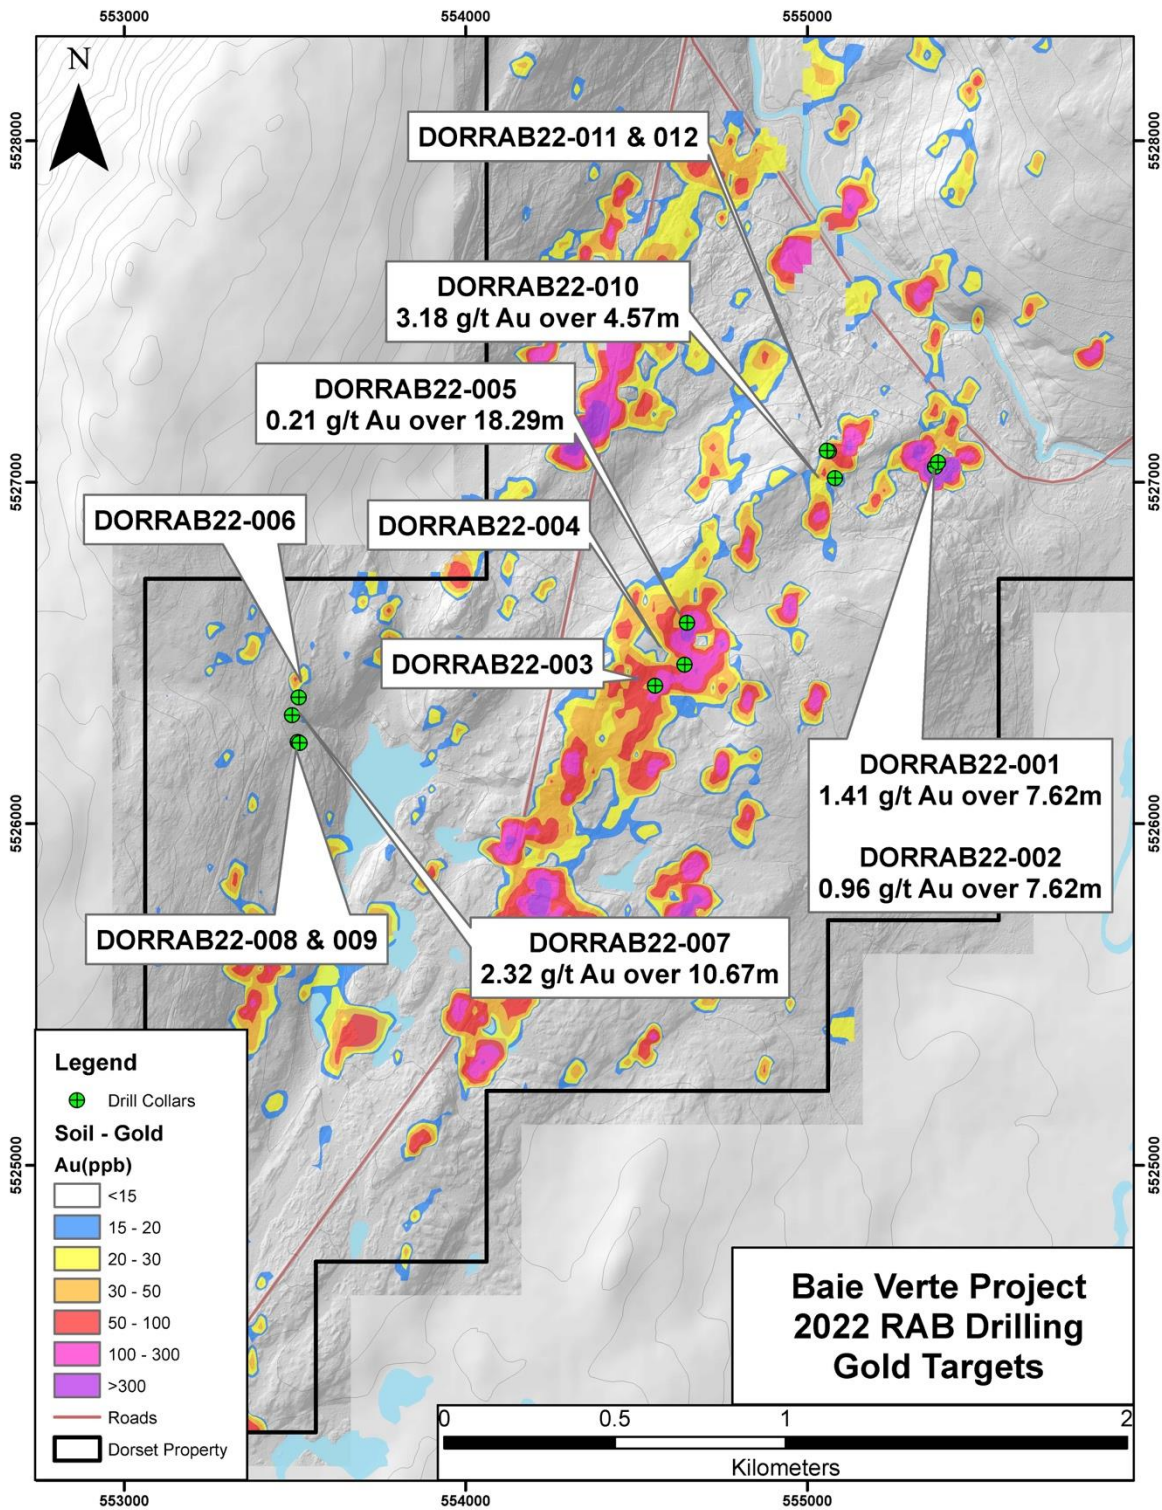 553000
554000
555000
N
5528000
5528000
DORRAB22-011 & 012
DORRAB22-010
3.18 g/t Au over 4.57m
DORRAB22-005
0.21 g/t Au over 18.29m
5527000
5527000
DORRAB22-006
DORRAB22-004
DORRAB22-003
DORRAB22-001
1.41 g/t Au over 7.62m
DORRAB22-002
0.96 g/t Au over 7.62m
5526000
5526000
DORRAB22-008 & 009
DORRAB22-007
2.32 g/t Au over 10.67m
5525000
5525000
Legend
Drill Collars
Soil - Gold
Au(ppb)
<15
15 - 20
20 - 30
30 - 50
50 - 100
100 - 300
>300
Roads
Dorset Property
Baie Verte Project
2022 RAB Drilling
Gold Targets
0 0.5 1 2
Kilometers
553000
554000
555000